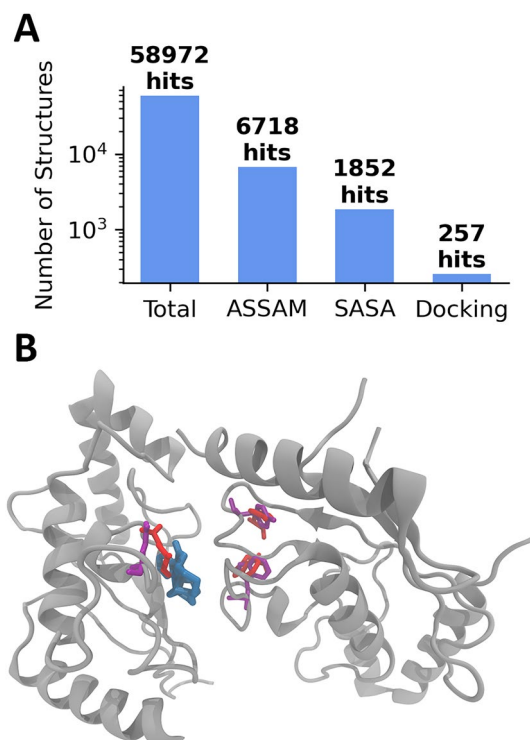 A
58972
hits
6718
hits
1852
hits
257
hits
Number of Structures
10⁴
10³
Total ASSAM SASA Docking
B